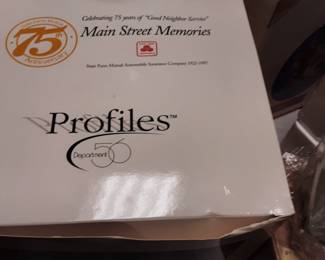 Celebrating 75 years of "Good Neighbor Service"
75th
Anniversary
Main Street Memories
State Farm Mutual Automobile Insurance Company 1922-1997
Profiles™
Department 56